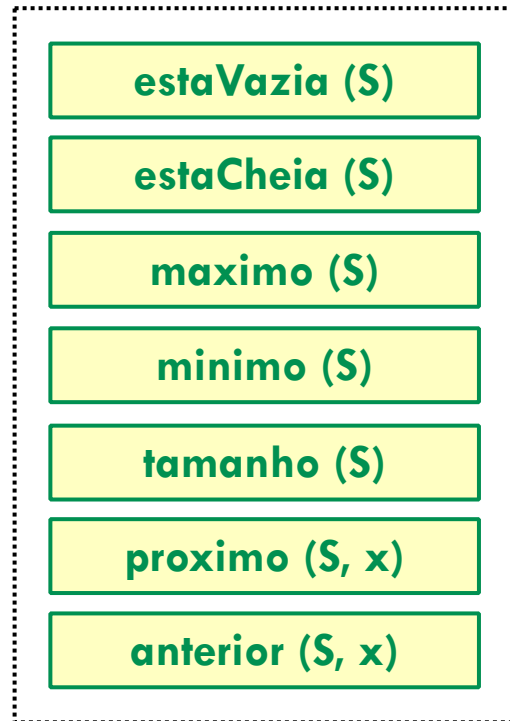 estaVazia (S)
estaCheia (S)
maximo (S)
minimo (S)
tamanho (S)
proximo (S, x)
anterior (S, x)